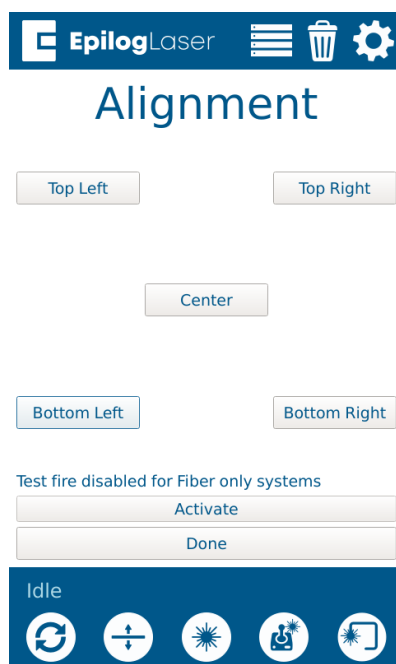 EpilogLaser
Alignment
Top Left
Top Right
Center
Bottom Left
Bottom Right
Test fire disabled for Fiber only systems
Activate
Done
Idle